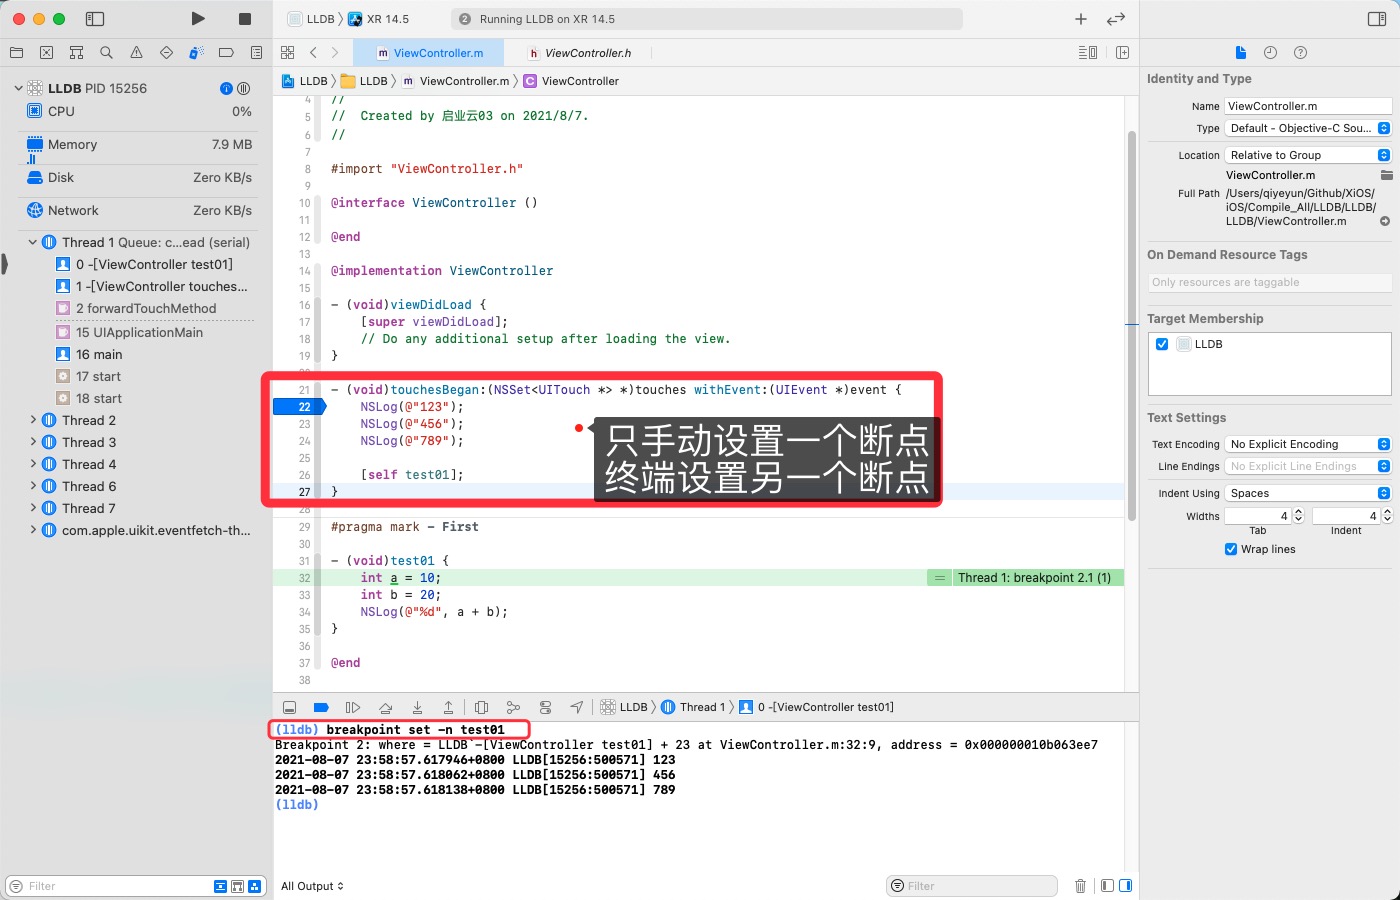 LLDB 〉 XR 14.5
2 Running LLDB on XR 14.5
ViewController.m
ViewController.h
LLDB 〉 LLDB 〉 ViewController.m 〉 ViewController
LLDB PID 15256
CPU 0%
Memory 7.9 MB
Disk Zero KB/s
Network Zero KB/s
Thread 1 Queue: c...ead (serial)
0 -[ViewController test01]
1 -[ViewController touches...
2 forwardTouchMethod
15 UIApplicationMain
16 main
17 start
18 start
Thread 2
Thread 3
Thread 4
Thread 6
Thread 7
com.apple.uikit.eventfetch-th...
Filter
4 //
5 //  Created by 启业云03 on 2021/8/7.
6 //
7
8 #import "ViewController.h"
9
10 @interface ViewController ()
11
12 @end
13
14 @implementation ViewController
15
16 - (void)viewDidLoad {
17     [super viewDidLoad];
18     // Do any additional setup after loading the view.
19 }
21 - (void)touchesBegan:(NSSet<UITouch *> *)touches withEvent:(UIEvent *)event {
22     NSLog(@"123");
23     NSLog(@"456");
24     NSLog(@"789");
25
26     [self test01];
27 }
28
29 #pragma mark - First
30
31 - (void)test01 {
32     int a = 10;
33     int b = 20;
34     NSLog(@"%d", a + b);
35 }
36
37 @end
38
只手动设置一个断点
终端设置另一个断点
= Thread 1: breakpoint 2.1 (1)
LLDB 〉 Thread 1 〉 0 -[ViewController test01]
(lldb) breakpoint set -n test01
Breakpoint 2: where = LLDB`-[ViewController test01] + 23 at ViewController.m:32:9, address = 0x000000010b063ee7
2021-08-07 23:58:57.617946+0800 LLDB[15256:500571] 123
2021-08-07 23:58:57.618062+0800 LLDB[15256:500571] 456
2021-08-07 23:58:57.618138+0800 LLDB[15256:500571] 789
(lldb)
All Output
Filter
Identity and Type
Name ViewController.m
Type Default - Objective-C Sou...
Location Relative to Group
ViewController.m
Full Path /Users/qiyeyun/Github/XiOS/
iOS/Compile_All/LLDB/LLDB/
LLDB/ViewController.m
On Demand Resource Tags
Only resources are taggable
Target Membership
LLDB
Text Settings
Text Encoding No Explicit Encoding
Line Endings No Explicit Line Endings
Indent Using Spaces
Widths 4 4
Tab Indent
Wrap lines